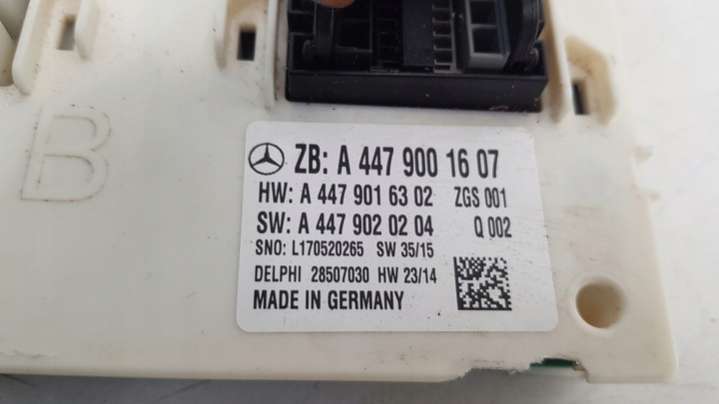 B
ZB: A 447 900 16 07
HW: A 447 901 63 02 ZGS 001
SW: A 447 902 02 04 Q 002
SNO: L170520265 SW 35/15
DELPHI 28507030 HW 23/14
MADE IN GERMANY